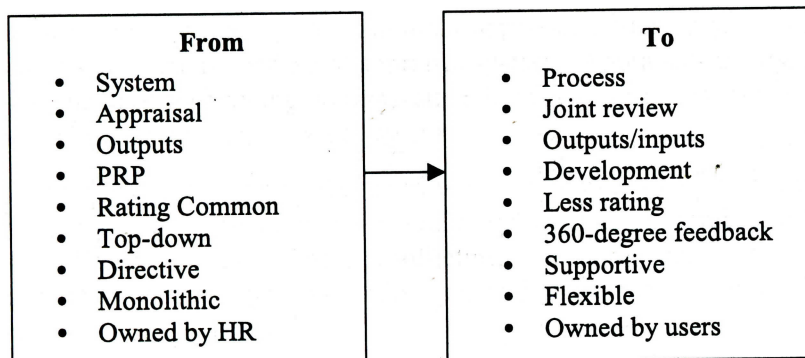 From
• System
• Appraisal
• Outputs
• PRP
• Rating Common
• Top-down
• Directive
• Monolithic
• Owned by HR
To
• Process
• Joint review
• Outputs/inputs
• Development
• Less rating
• 360-degree feedback
• Supportive
• Flexible
• Owned by users